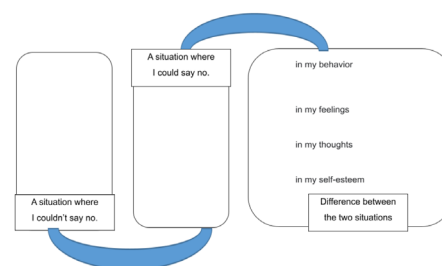 A situation where
I couldn't say no.
A situation where
I could say no.
in my behavior
in my feelings
in my thoughts
in my self-esteem
Difference between
the two situations